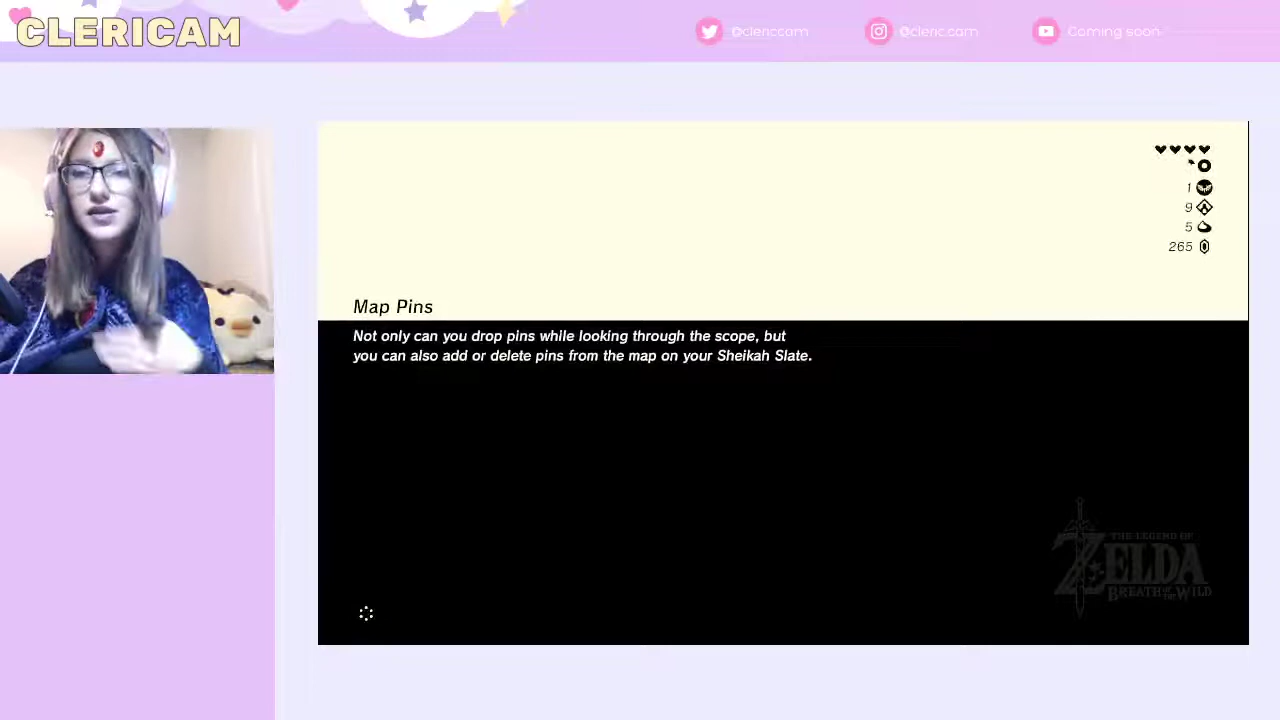 CLERICAM
@clericcam
@cleric.cam
Coming soon
1
9
5
265
Map Pins
Not only can you drop pins while looking through the scope, but
you can also add or delete pins from the map on your Sheikah Slate.
THE LEGEND OF
ZELDA
BREATH OF THE WILD